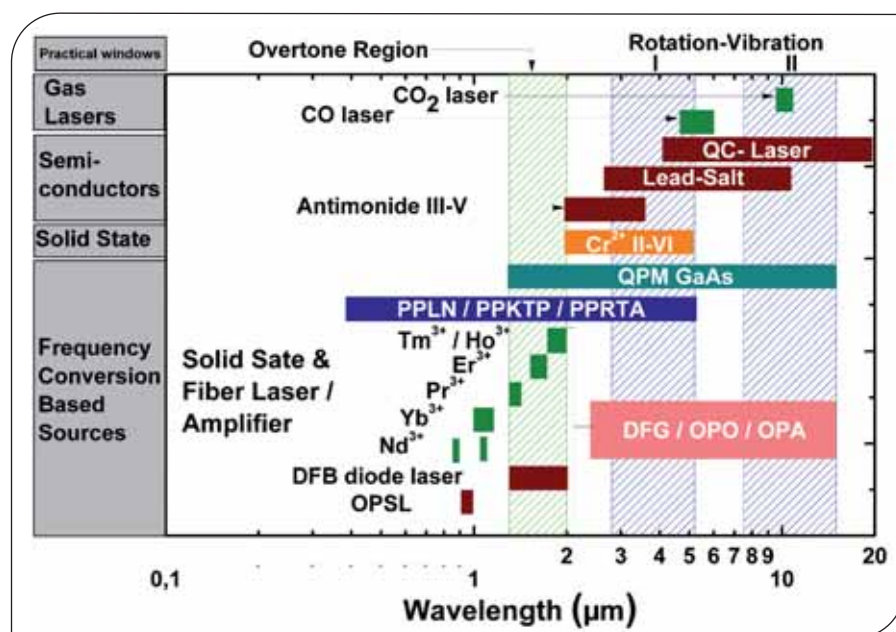 Practical windows
Overtone Region
Rotation-Vibration
I II
Gas
Lasers
CO2 laser
CO laser
Semi-
conductors
QC- Laser
Lead-Salt
Antimonide III-V
Solid State
Cr2+ II-VI
QPM GaAs
PPLN / PPKTP / PPRTA
Frequency
Conversion
Based
Sources
Solid Sate &
Fiber Laser /
Amplifier
Tm3+ / Ho3+
Er3+
Pr3+
Yb3+
Nd3+
DFG / OPO / OPA
DFB diode laser
OPSL
2 3 4 5 6 7 8 9 20
0,1 1 10
Wavelength (µm)